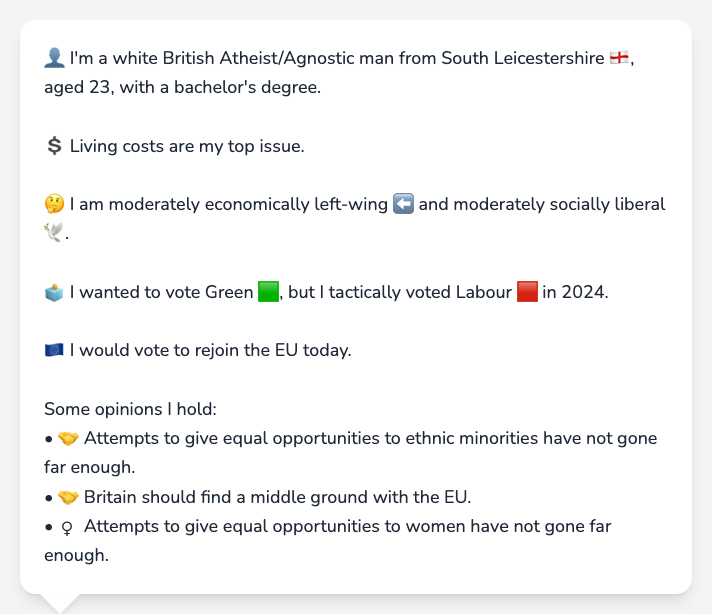 👤 I'm a white British Atheist/Agnostic man from South Leicestershire 🏴󠁧󠁢󠁥󠁮󠁧󠁿,
aged 23, with a bachelor's degree.
💲 Living costs are my top issue.
🤔 I am moderately economically left-wing ⬅️ and moderately socially liberal
🕊️.
🗳️ I wanted to vote Green 🟩, but I tactically voted Labour 🟥 in 2024.
🇪🇺 I would vote to rejoin the EU today.
Some opinions I hold:
• 🤝 Attempts to give equal opportunities to ethnic minorities have not gone
far enough.
• 🤝 Britain should find a middle ground with the EU.
• ♀ Attempts to give equal opportunities to women have not gone far
enough.